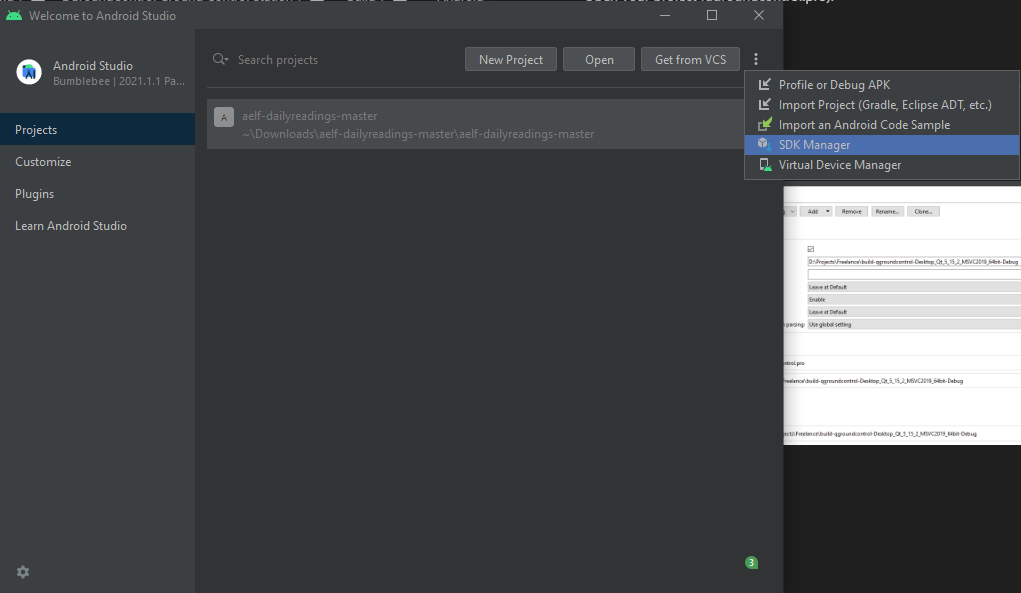 Welcome to Android Studio
Android Studio
Bumblebee | 2021.1.1 Pa...
Projects
Customize
Plugins
Learn Android Studio
Search projects
New Project
Open
Get from VCS
A
aelf-dailyreadings-master
~\Downloads\aelf-dailyreadings-master\aelf-dailyreadings-master
Profile or Debug APK
Import Project (Gradle, Eclipse ADT, etc.)
Import an Android Code Sample
SDK Manager
Virtual Device Manager
Add
Remove
Rename...
Clone...
D:\Projects\Freelance\build-qgroundcontrol-Desktop_Qt_5_15_2_MSVC2019_64bit-Debug
Leave at Default
Enable
Leave at Default
parsing: Use global setting
ntrol.pro
reelance\build-qgroundcontrol-Desktop_Qt_5_15_2_MSVC2019_64bit-Debug
ects\Freelance\build-qgroundcontrol-Desktop_Qt_5_15_2_MSVC2019_64bit-Debug
3